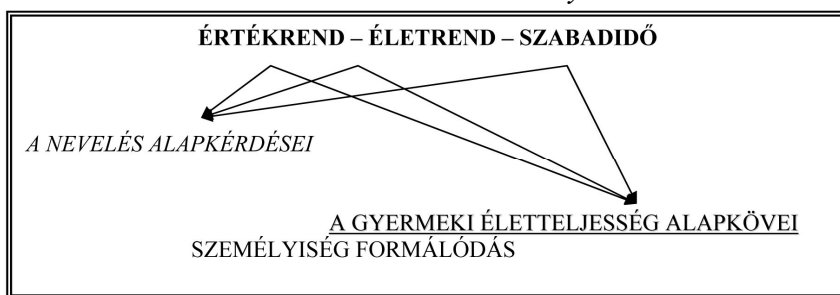 ÉRTÉKREND – ÉLETREND – SZABADIDŐ
A NEVELÉS ALAPKÉRDÉSEI
A GYERMEKI ÉLETTELJESSÉG ALAPKÖVEI
SZEMÉLYISÉG FORMÁLÓDÁS